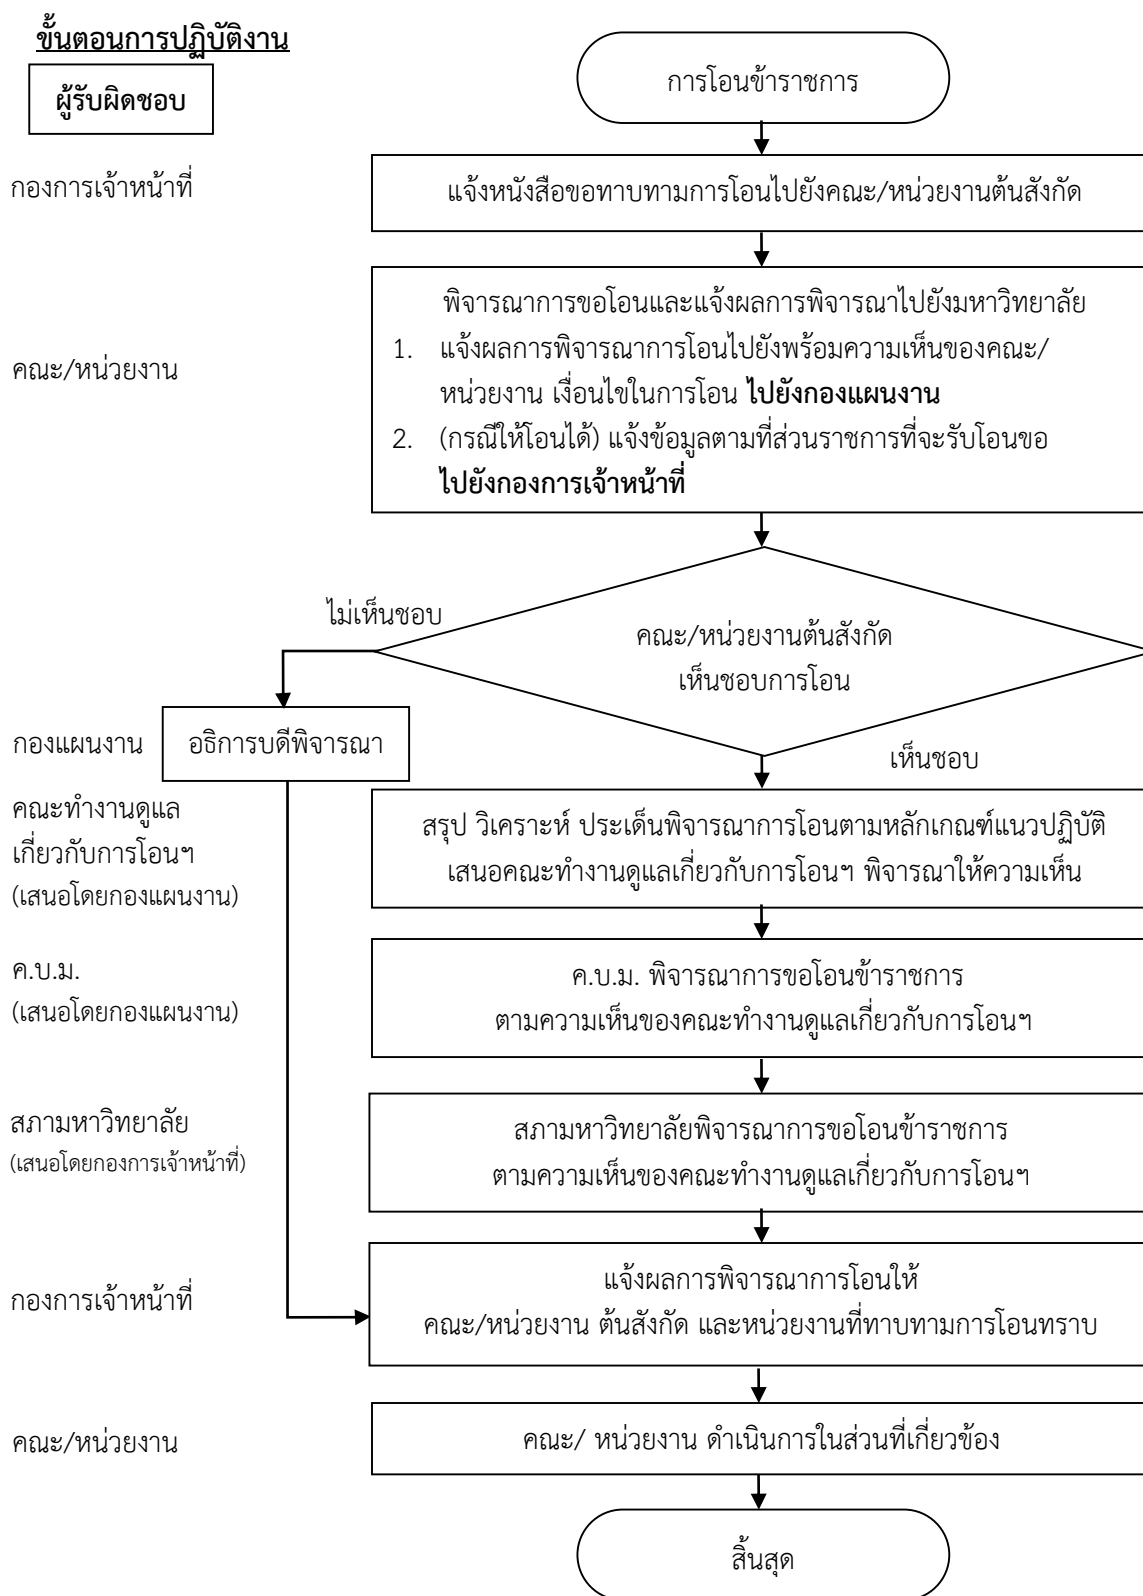 ขั้นตอนการปฏิบัติงาน
ผู้รับผิดชอบ
การโอนข้าราชการ
กองการเจ้าหน้าที่
แจ้งหนังสือขอทาบทามการโอนไปยังคณะ/หน่วยงานต้นสังกัด
คณะ/หน่วยงาน
พิจารณาการขอโอนและแจ้งผลการพิจารณาไปยังมหาวิทยาลัย
1. แจ้งผลการพิจารณาการโอนไปยังพร้อมความเห็นของคณะ/
หน่วยงาน เงื่อนไขในการโอน ไปยังกองแผนงาน
2. (กรณีให้โอนได้) แจ้งข้อมูลตามที่ส่วนราชการที่จะรับโอนขอ
ไปยังกองการเจ้าหน้าที่
ไม่เห็นชอบ
คณะ/หน่วยงานต้นสังกัด
เห็นชอบการโอน
เห็นชอบ
กองแผนงาน
อธิการบดีพิจารณา
คณะทำงานดูแล
เกี่ยวกับการโอนฯ
(เสนอโดยกองแผนงาน)
สรุป วิเคราะห์ ประเด็นพิจารณาการโอนตามหลักเกณฑ์แนวปฏิบัติ
เสนอคณะทำงานดูแลเกี่ยวกับการโอนฯ พิจารณาให้ความเห็น
ค.บ.ม.
(เสนอโดยกองแผนงาน)
ค.บ.ม. พิจารณาการขอโอนข้าราชการ
ตามความเห็นของคณะทำงานดูแลเกี่ยวกับการโอนฯ
สภามหาวิทยาลัย
(เสนอโดยกองการเจ้าหน้าที่)
สภามหาวิทยาลัยพิจารณาการขอโอนข้าราชการ
ตามความเห็นของคณะทำงานดูแลเกี่ยวกับการโอนฯ
กองการเจ้าหน้าที่
แจ้งผลการพิจารณาการโอนให้
คณะ/หน่วยงาน ต้นสังกัด และหน่วยงานที่ทาบทามการโอนทราบ
คณะ/หน่วยงาน
คณะ/ หน่วยงาน ดำเนินการในส่วนที่เกี่ยวข้อง
สิ้นสุด